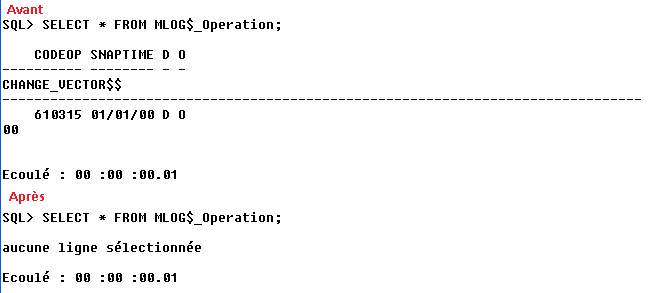 Avant
SQL> SELECT * FROM MLOG$_Operation;
CODEOP SNAPTIME D O
---------- -------- - -
CHANGE_VECTOR$$
--------------------------------------------------------------------------------
610315 01/01/00 D O
00
Ecoulé : 00 :00 :00.01
Après
SQL> SELECT * FROM MLOG$_Operation;
aucune ligne sélectionnée
Ecoulé : 00 :00 :00.01